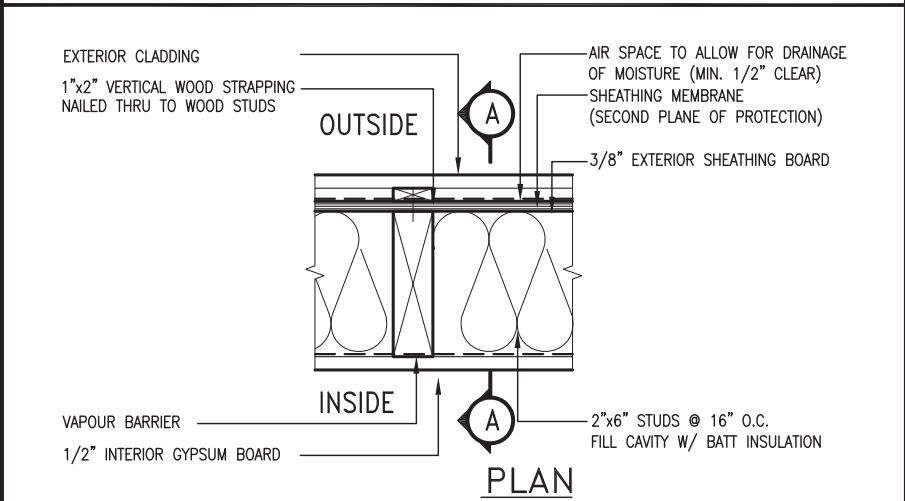 EXTERIOR CLADDING
1"x2" VERTICAL WOOD STRAPPING
NAILED THRU TO WOOD STUDS
OUTSIDE
A
AIR SPACE TO ALLOW FOR DRAINAGE
OF MOISTURE (MIN. 1/2" CLEAR)
SHEATHING MEMBRANE
(SECOND PLANE OF PROTECTION)
3/8" EXTERIOR SHEATHING BOARD
INSIDE
A
VAPOUR BARRIER
1/2" INTERIOR GYPSUM BOARD
2"x6" STUDS @ 16" O.C.
FILL CAVITY W/ BATT INSULATION
PLAN